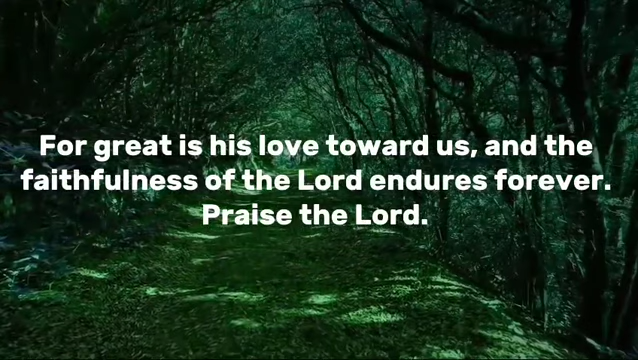 For great is his love toward us, and the
faithfulness of the Lord endures forever.
Praise the Lord.